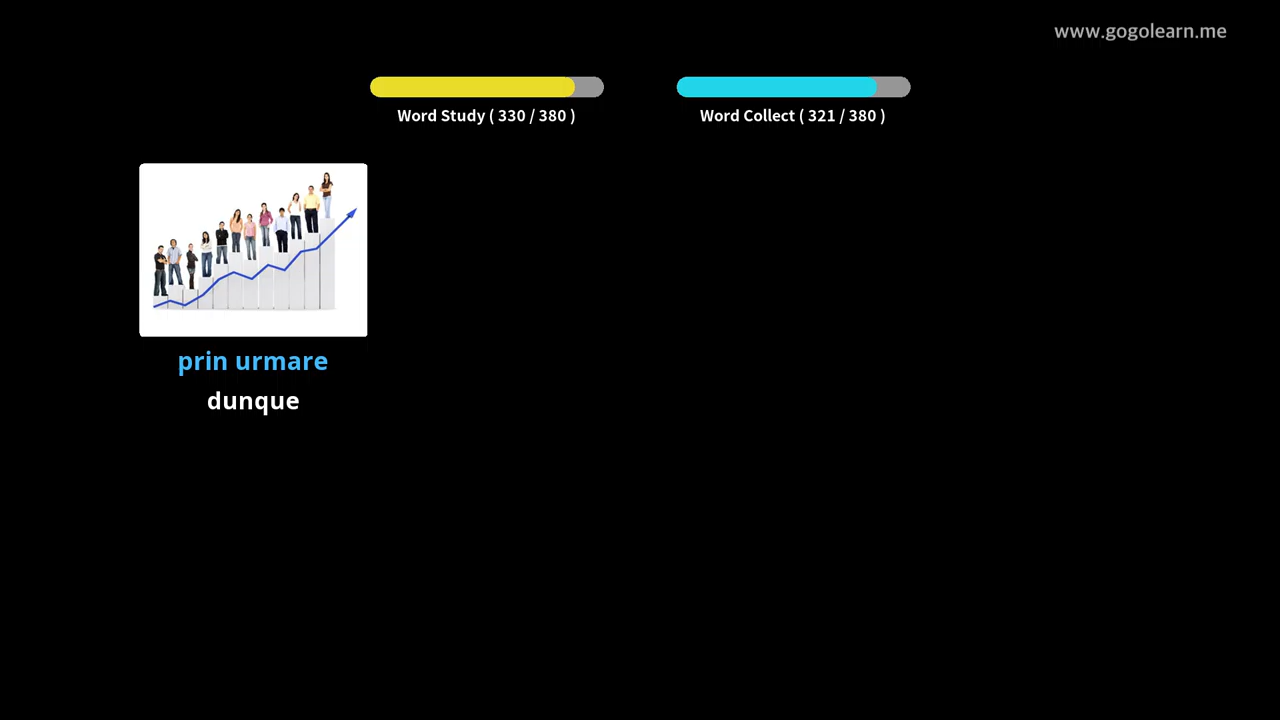 www.gogolearn.me
Word Study ( 330 / 380 )
Word Collect ( 321 / 380 )
prin urmare
dunque